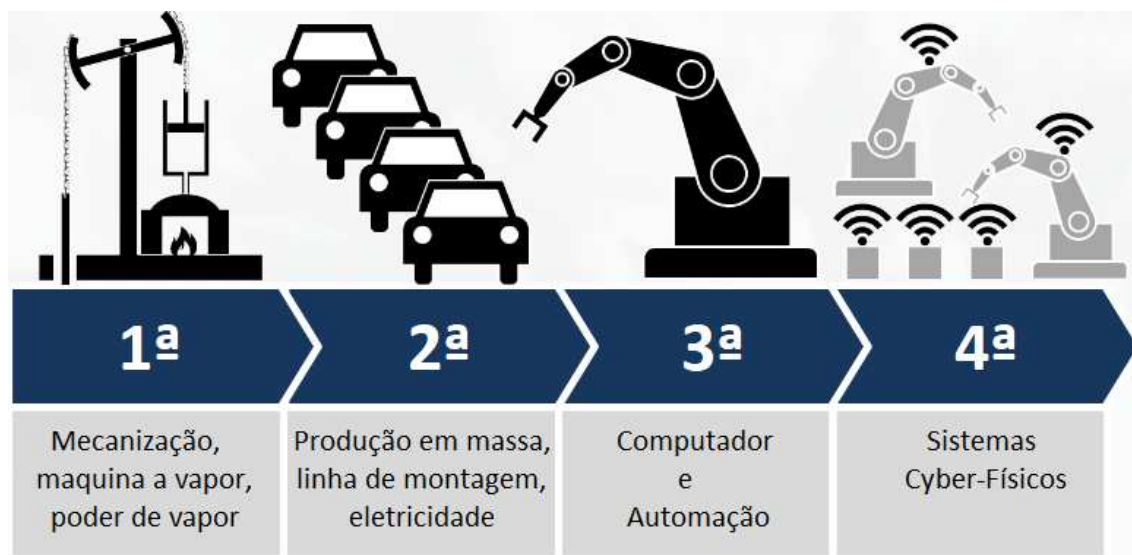 1ª
2ª
3ª
4ª
Mecanização,
maquina a vapor,
poder de vapor
Produção em massa,
linha de montagem,
eletricidade
Computador
e
Automação
Sistemas
Cyber-Físicos